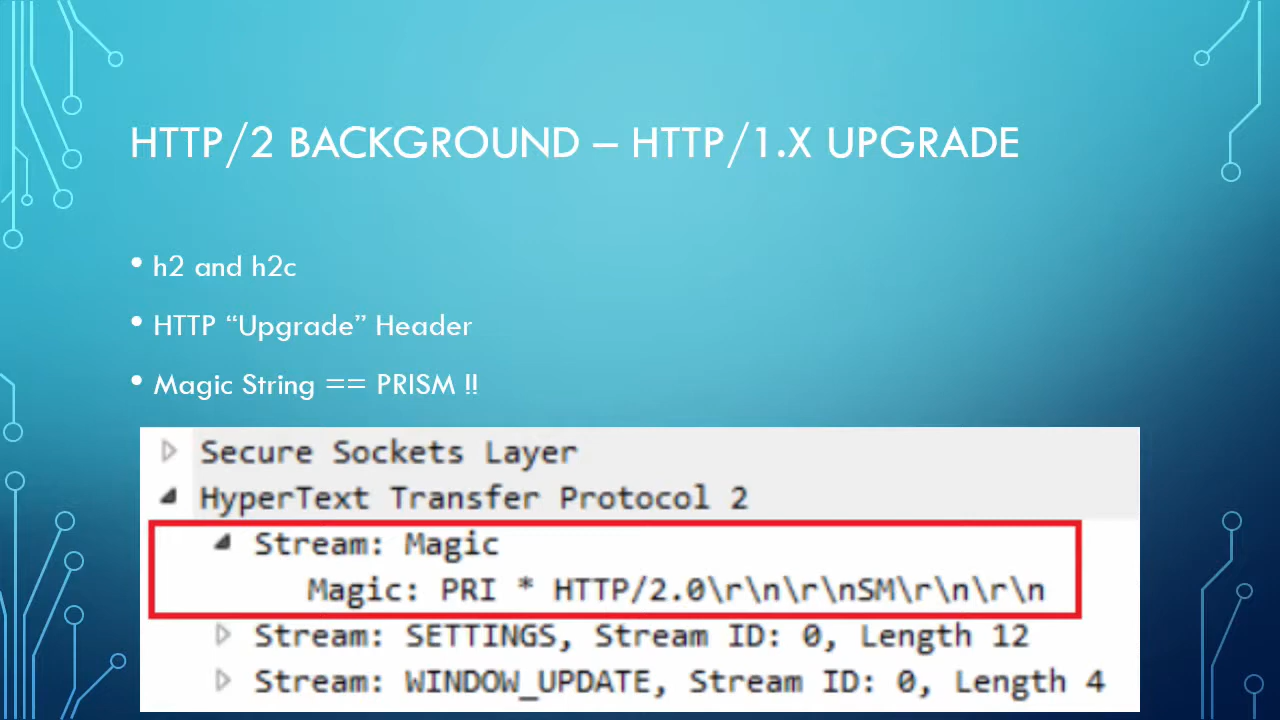 HTTP/2 BACKGROUND – HTTP/1.X UPGRADE
• h2 and h2c
• HTTP “Upgrade” Header
• Magic String == PRISM !!
Secure Sockets Layer
HyperText Transfer Protocol 2
Stream: Magic
Magic: PRI * HTTP/2.0\r\n\r\nSM\r\n\r\n
Stream: SETTINGS, Stream ID: 0, Length 12
Stream: WINDOW_UPDATE, Stream ID: 0, Length 4